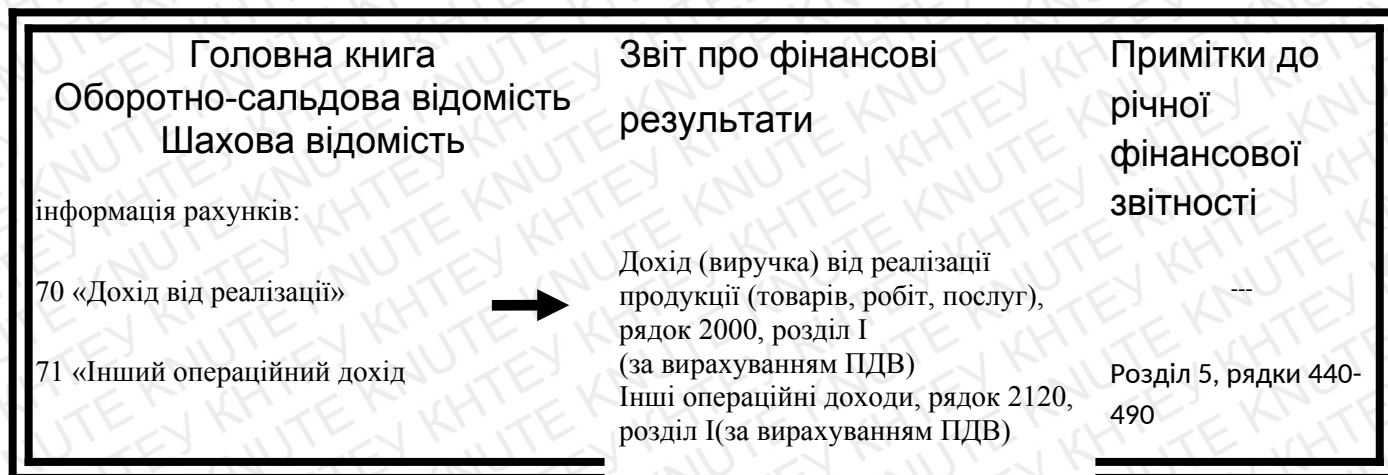 Головна книга
Оборотно-сальдова відомість
Шахова відомість
інформація рахунків:
70 «Дохід від реалізації»
71 «Інший операційний дохід
Звіт про фінансові
результати
Дохід (виручка) від реалізації
продукції (товарів, робіт, послуг),
рядок 2000, розділ І
(за вирахуванням ПДВ)
Інші операційні доходи, рядок 2120,
розділ І(за вирахуванням ПДВ)
Примітки до
річної
фінансової
звітності
---
Розділ 5, рядки 440-
490